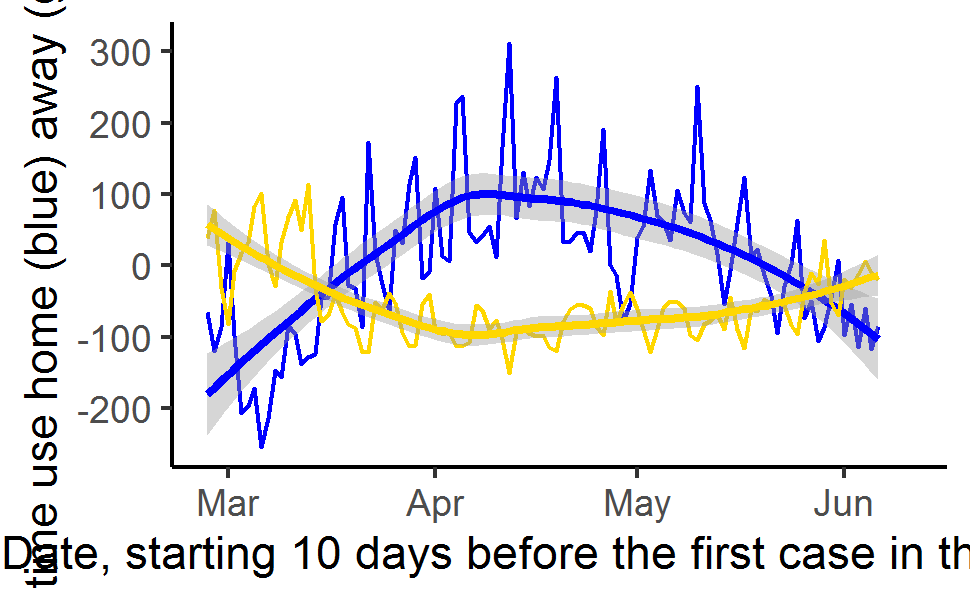 time use home (blue) away (
300
200
100
0
-100
-200
Mar Apr May Jun
Date, starting 10 days before the first case in th